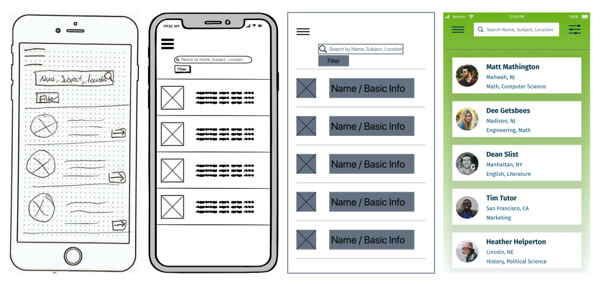 Name, Subject, Location
Filter
09:52 AM
Search by Name, Subject, Location
Filter
Search by Name, Subject, Location
Filter
Name / Basic Info
Name / Basic Info
Name / Basic Info
Name / Basic Info
Name / Basic Info
Verizon
12:09 PM
100%
Search Name, Subject, Location
Matt Mathington
Mahwah, NJ
Math, Computer Science
Dee Getsbees
Madison, NJ
Engineering, Math
Dean Slist
Manhattan, NY
English, Literature
Tim Tutor
San Francisco, CA
Marketing
Heather Helperton
Lincoln, NE
History, Political Science